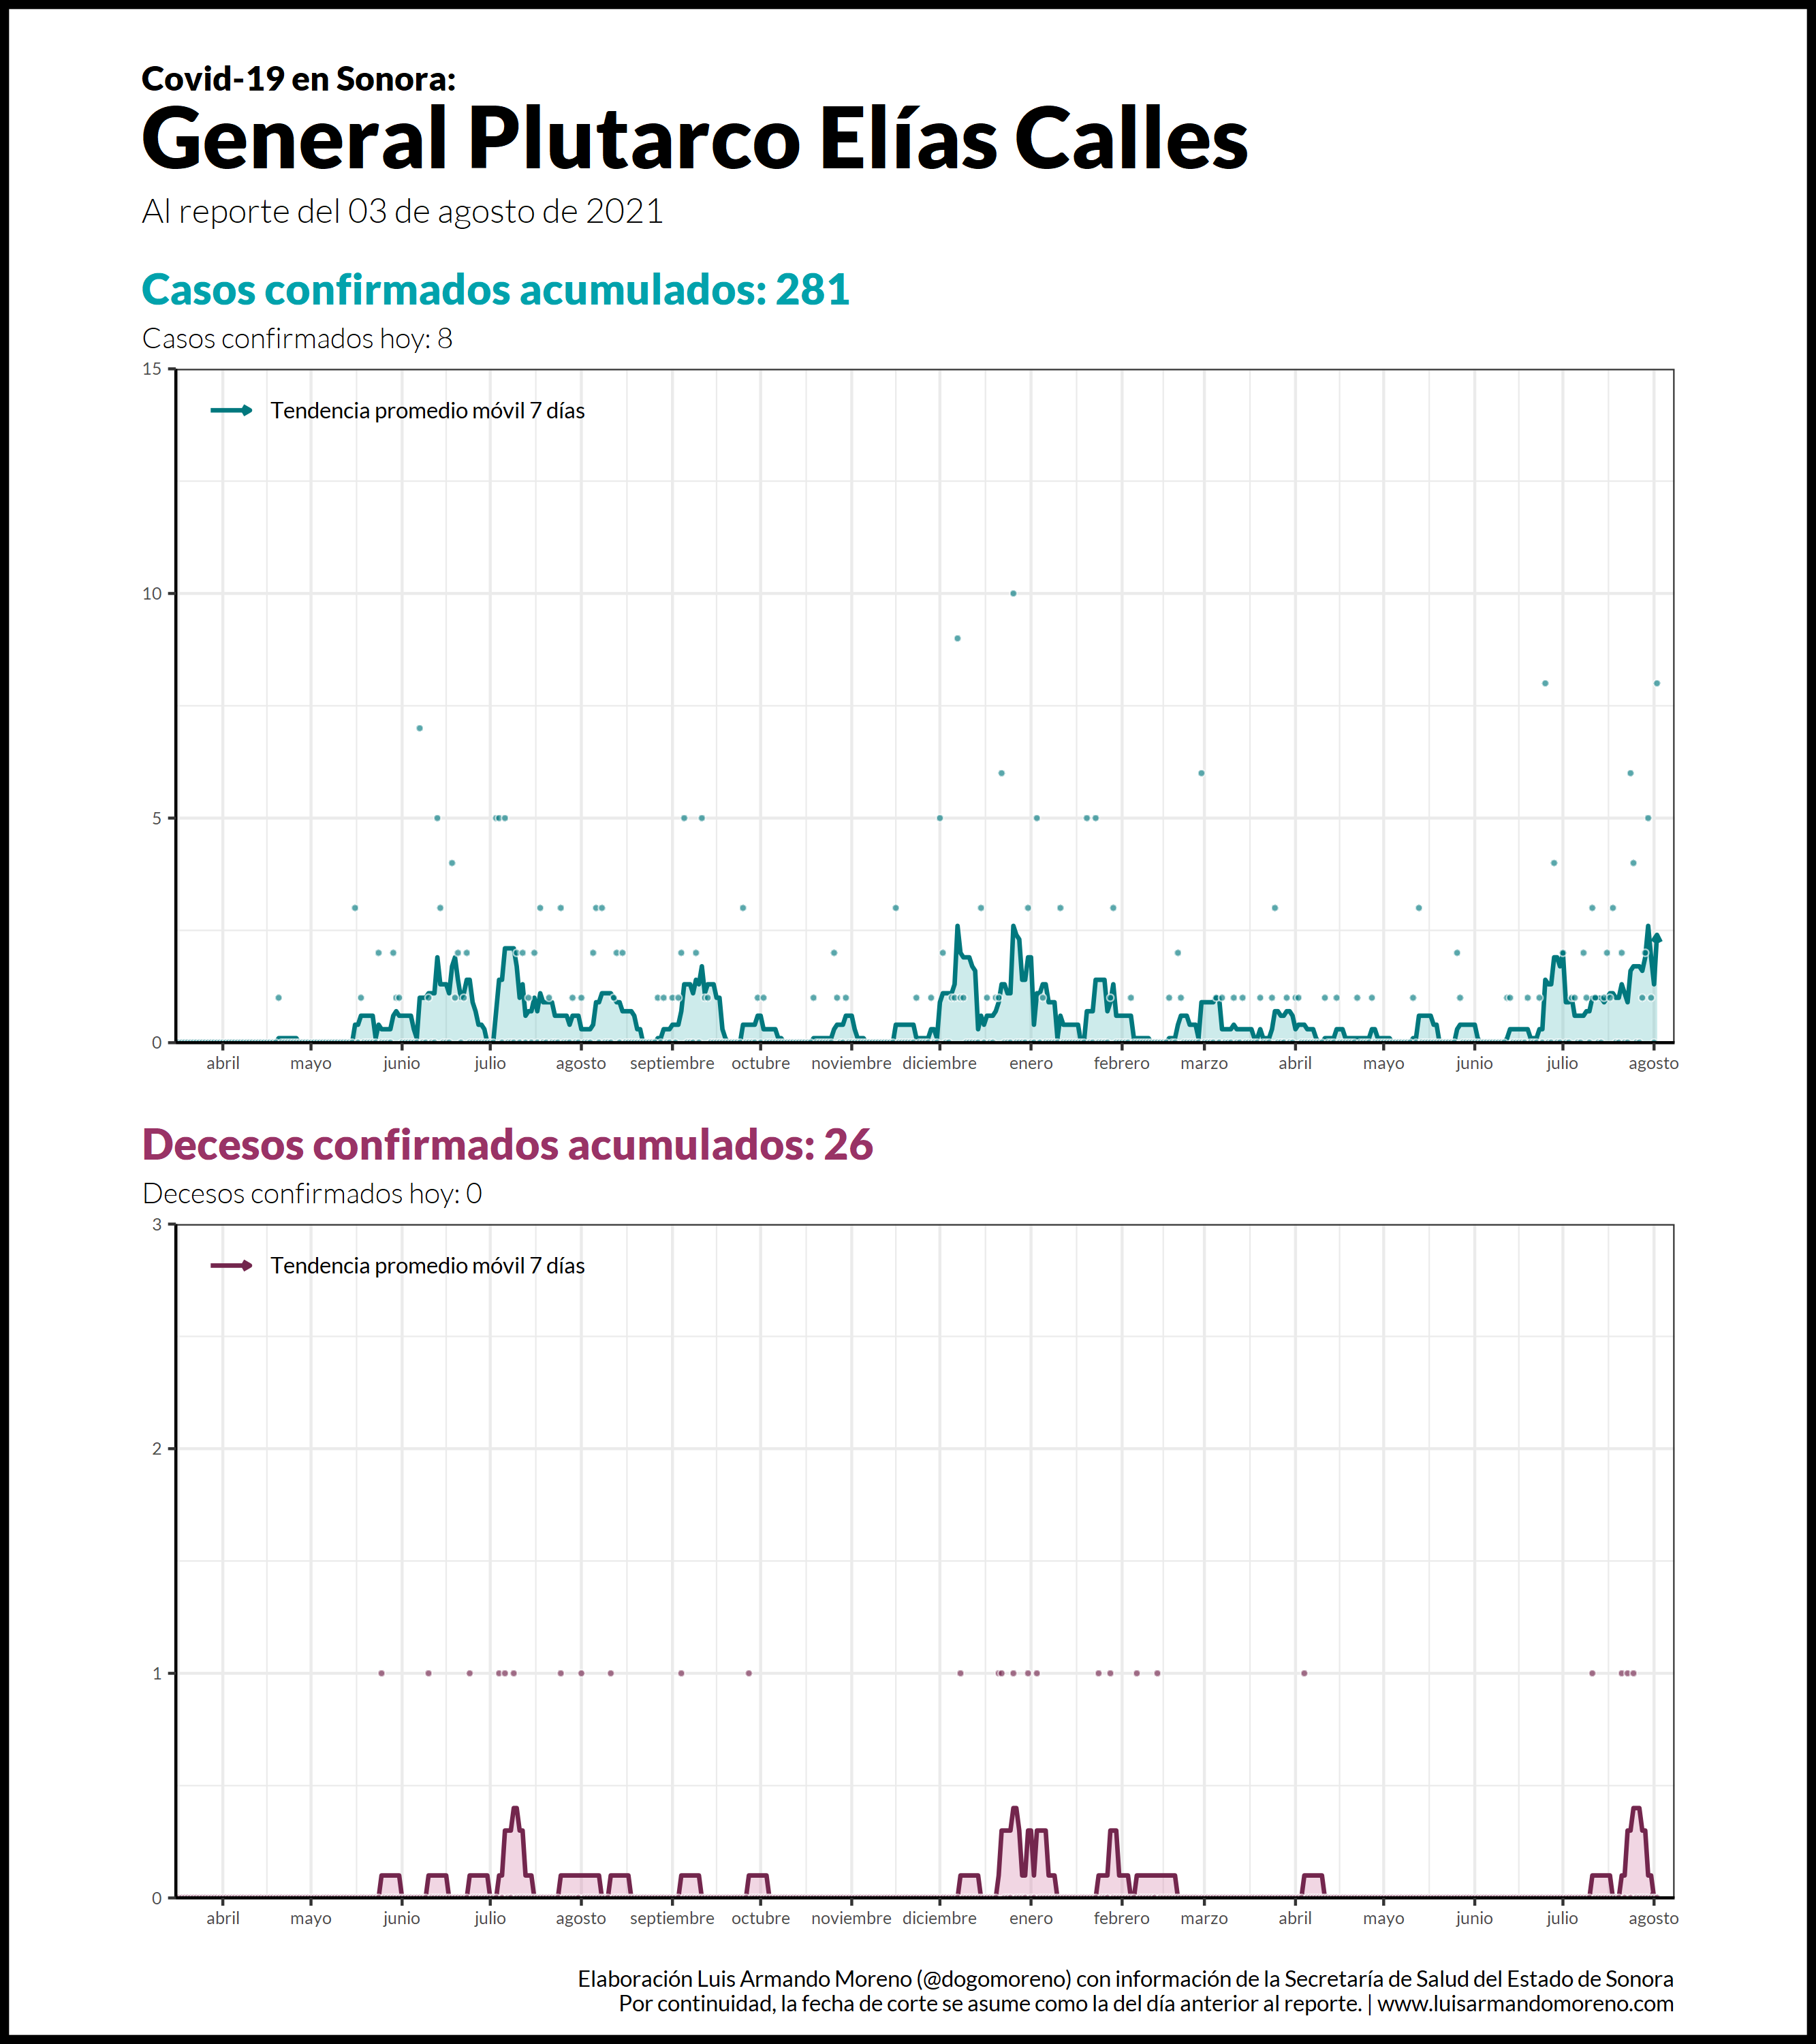 Covid-19 en Sonora:
General Plutarco Elías Calles
Al reporte del 03 de agosto de 2021
Casos confirmados acumulados: 281
Casos confirmados hoy: 8
15
Tendencia promedio móvil 7 días
10
5
0
abril mayo junio julio agosto septiembre octubre noviembre diciembre enero febrero marzo abril mayo junio julio agosto
Decesos confirmados acumulados: 26
Decesos confirmados hoy: 0
3
Tendencia promedio móvil 7 días
2
1
0
abril mayo junio julio agosto septiembre octubre noviembre diciembre enero febrero marzo abril mayo junio julio agosto
Elaboración Luis Armando Moreno (@dogomoreno) con información de la Secretaría de Salud del Estado de Sonora
Por continuidad, la fecha de corte se asume como la del día anterior al reporte. | www.luisarmandomoreno.com